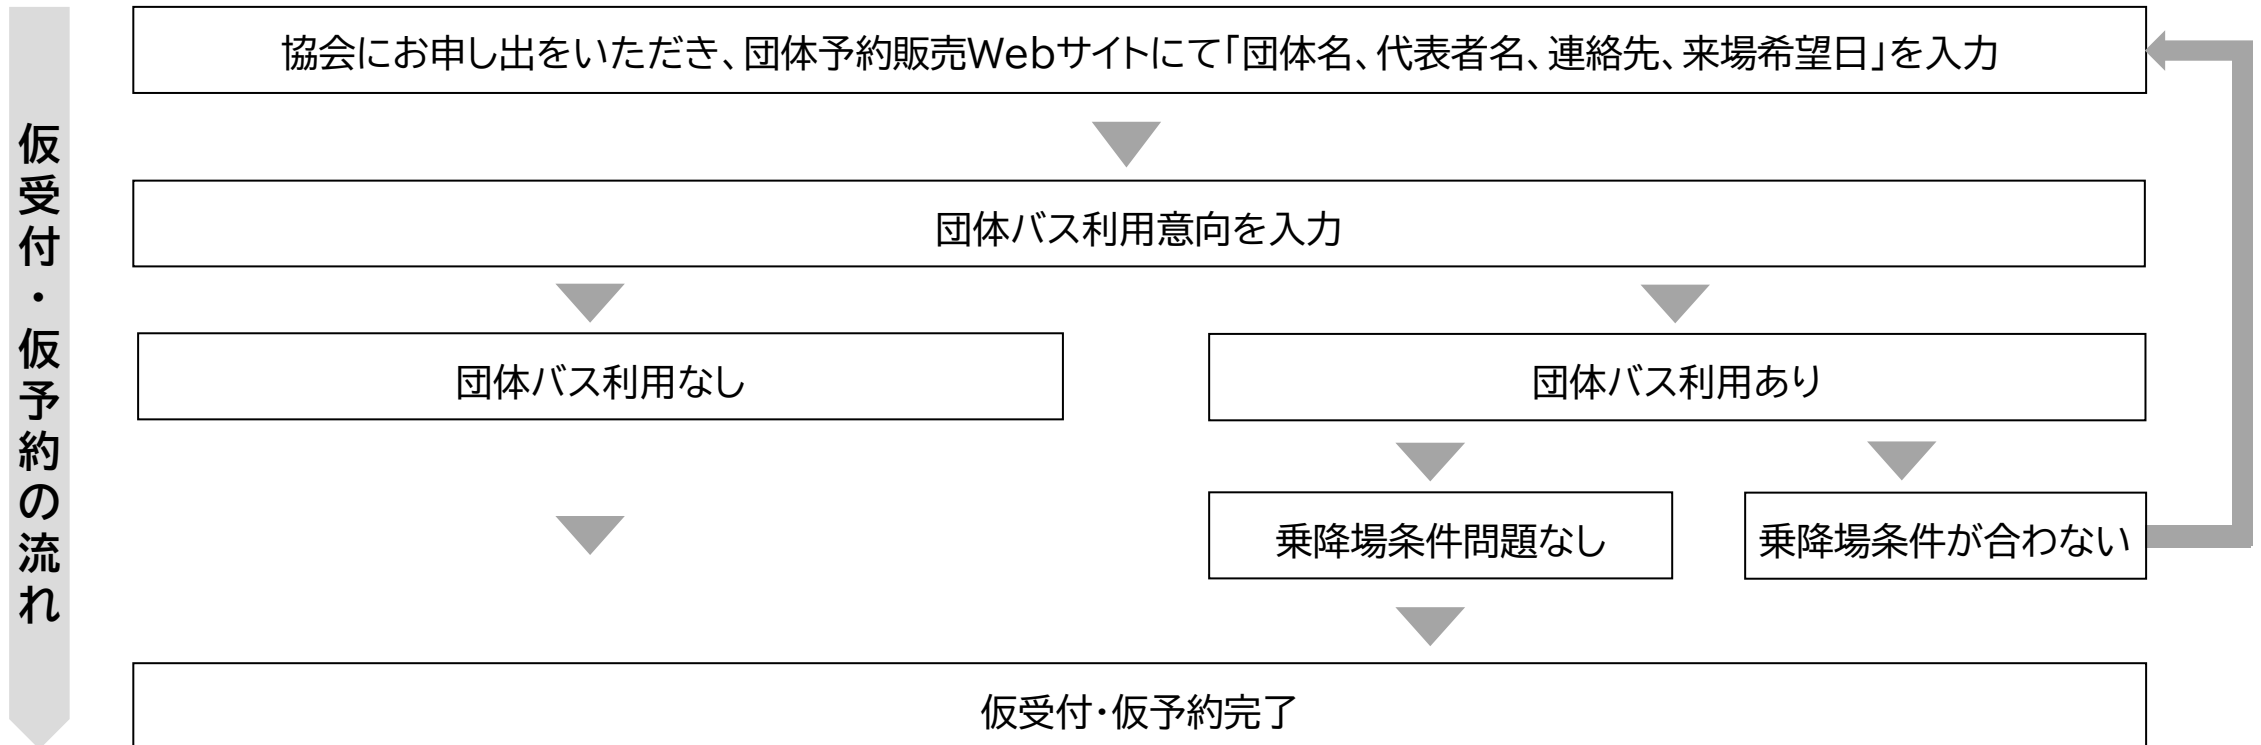 仮受付・仮予約の流れ
協会にお申し出をいただき、団体予約販売Webサイトにて「団体名、代表者名、連絡先、来場希望日」を入力
団体バス利用意向を入力
団体バス利用なし
団体バス利用あり
乗降場条件問題なし
乗降場条件が合わない
仮受付・仮予約完了